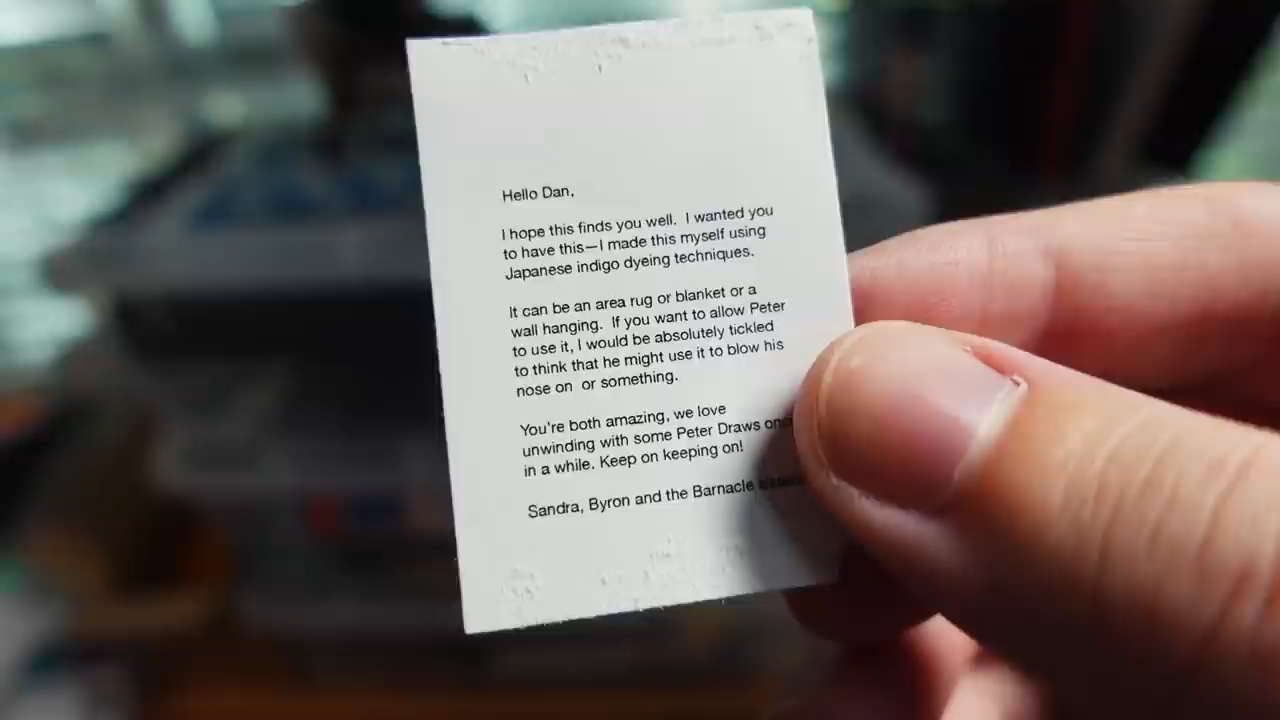 Hello Dan,
I hope this finds you well. I wanted you
to have this—I made this myself using
Japanese indigo dyeing techniques.
It can be an area rug or blanket or a
wall hanging. If you want to allow Peter
to use it, I would be absolutely tickled
to think that he might use it to blow his
nose on or something.
You're both amazing, we love
unwinding with some Peter Draws
in a while. Keep on keeping on!
Sandra, Byron and the Barnacle